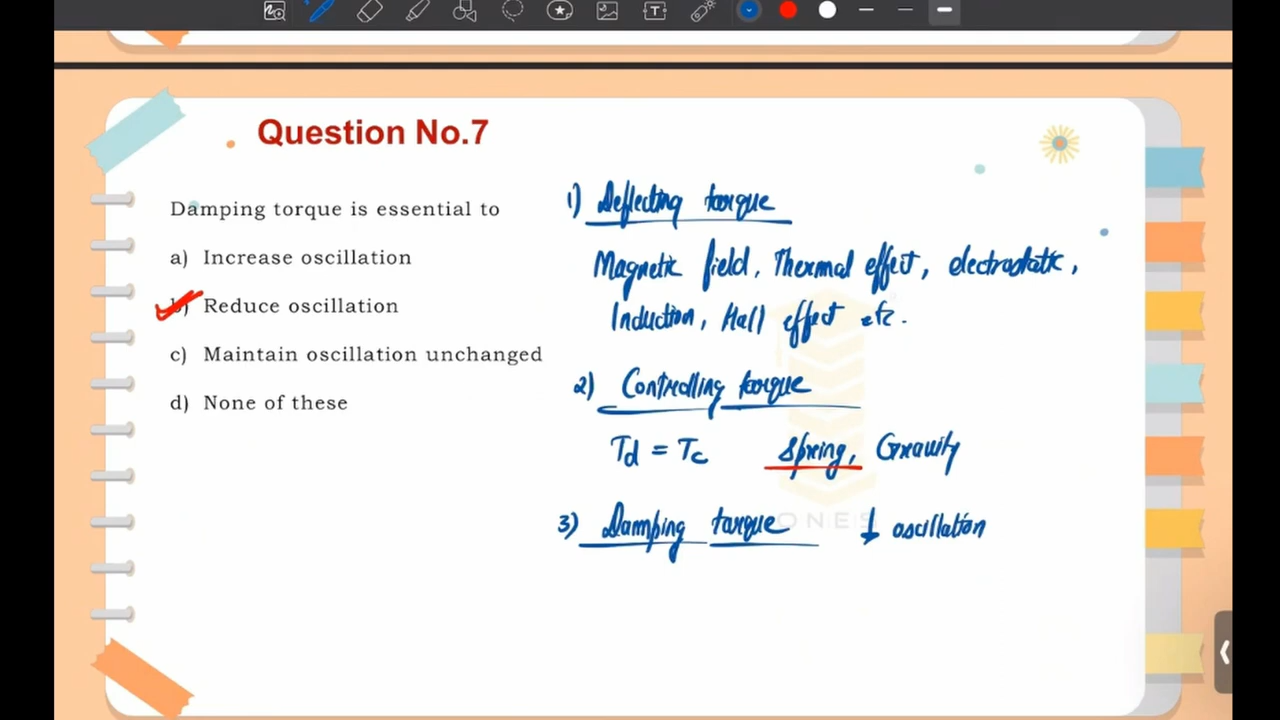 Question No.7
Damping torque is essential to
a) Increase oscillation
b) Reduce oscillation
c) Maintain oscillation unchanged
d) None of these
1) Deflecting torque
Magnetic field, Thermal effect, electrostatic,
Induction, Hall effect etc.
2) Controlling torque
Td = Tc Spring, Gravity
3) Damping torque ↓ oscillation
ONES